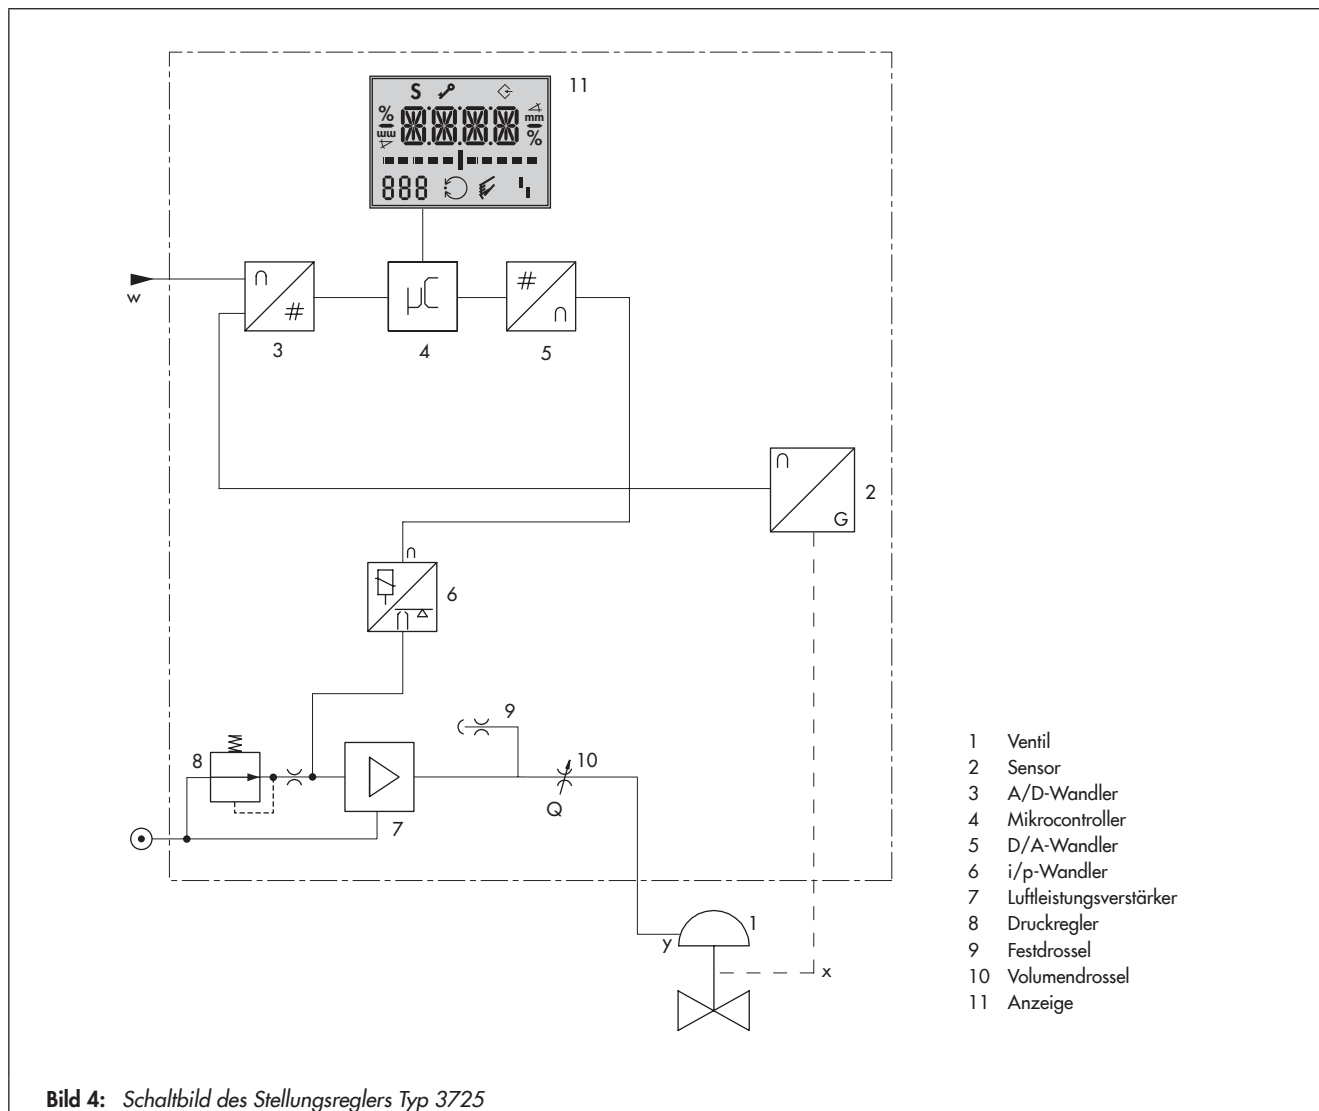 11
S
%
mm
mm
%
888
w
∩
#
3
µC
4
#
∩
5
∩
G
2
∩
6
9
8
10
Q
7
1
y
x
1 Ventil
2 Sensor
3 A/D-Wandler
4 Mikrocontroller
5 D/A-Wandler
6 i/p-Wandler
7 Luftleistungsverstärker
8 Druckregler
9 Festdrossel
10 Volumendrossel
11 Anzeige
Bild 4: Schaltbild des Stellungsreglers Typ 3725